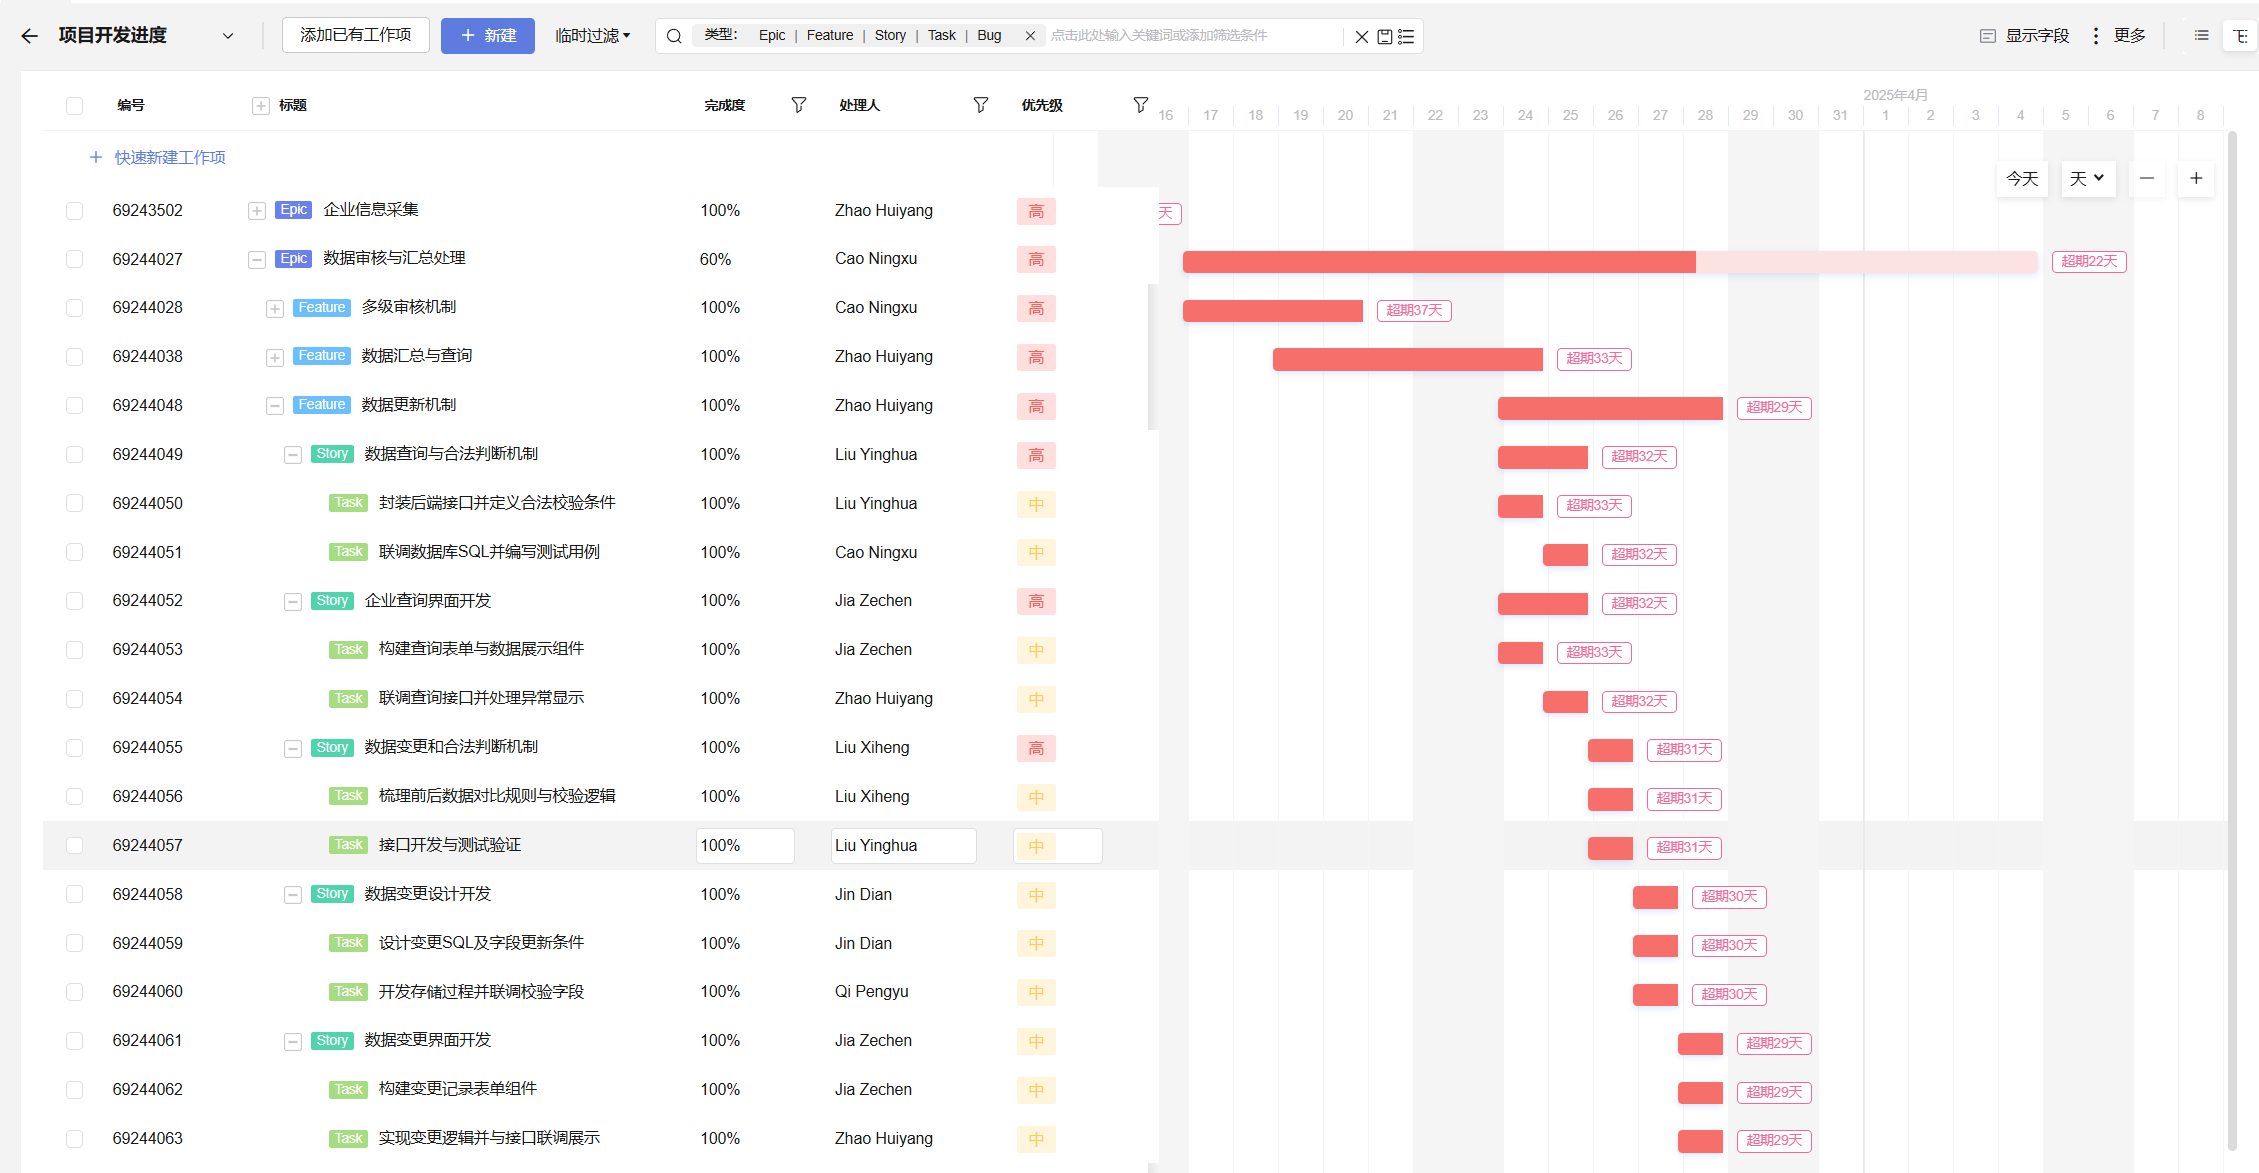 项目开发进度 添加已有工作项 + 新建 临时过滤 类型： Epic | Feature | Story | Task | Bug 点击此处输入关键词或添加筛选条件 显示字段 更多
编号 标题 完成度 处理人 优先级
2025年4月
16 17 18 19 20 21 22 23 24 25 26 27 28 29 30 31 1 2 3 4 5 6 7 8
+ 快速新建工作项
今天 天 — +
69243502 Epic 企业信息采集 100% Zhao Huiyang 高 天
69244027 Epic 数据审核与汇总处理 60% Cao Ningxu 高 超期22天
69244028 Feature 多级审核机制 100% Cao Ningxu 高 超期37天
69244038 Feature 数据汇总与查询 100% Zhao Huiyang 高 超期33天
69244048 Feature 数据更新机制 100% Zhao Huiyang 高 超期29天
69244049 Story 数据查询与合法判断机制 100% Liu Yinghua 高 超期32天
69244050 Task 封装后端接口并定义合法校验条件 100% Liu Yinghua 中 超期33天
69244051 Task 联调数据库SQL并编写测试用例 100% Cao Ningxu 中 超期32天
69244052 Story 企业查询界面开发 100% Jia Zechen 高 超期32天
69244053 Task 构建查询表单与数据展示组件 100% Jia Zechen 中 超期33天
69244054 Task 联调查询接口并处理异常显示 100% Zhao Huiyang 中 超期32天
69244055 Story 数据变更和合法判断机制 100% Liu Xiheng 高 超期31天
69244056 Task 梳理前后数据对比规则与校验逻辑 100% Liu Xiheng 中 超期31天
69244057 Task 接口开发与测试验证 100% Liu Yinghua 中 超期31天
69244058 Story 数据变更设计开发 100% Jin Dian 中 超期30天
69244059 Task 设计变更SQL及字段更新条件 100% Jin Dian 中 超期30天
69244060 Task 开发存储过程并联调校验字段 100% Qi Pengyu 中 超期30天
69244061 Story 数据变更界面开发 100% Jia Zechen 中 超期29天
69244062 Task 构建变更记录表单组件 100% Jia Zechen 中 超期29天
69244063 Task 实现变更逻辑并与接口联调展示 100% Zhao Huiyang 中 超期29天